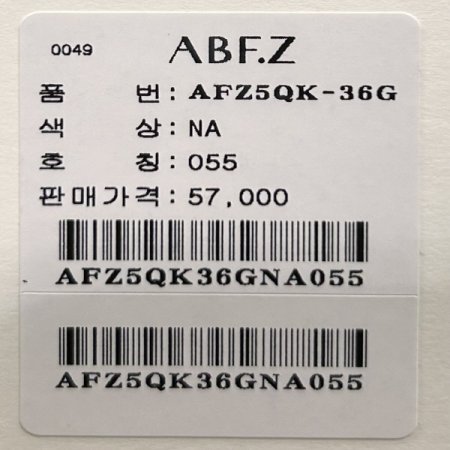 0049 ABF.Z
품 번 : AFZ5QK-36G
색 상 : NA
호 칭 : 055
판매가격 : 57,000
AFZ5QK36GNA055
AFZ5QK36GNA055